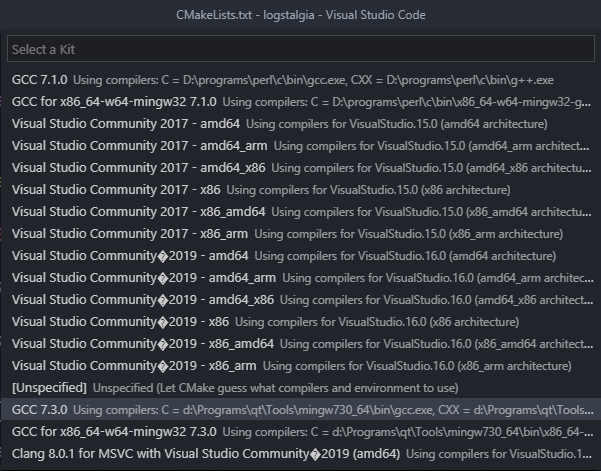 CMakeLists.txt - logstalgia - Visual Studio Code
Select a Kit
GCC 7.1.0 Using compilers: C = D:\programs\perl\c\bin\gcc.exe, CXX = D:\programs\perl\c\bin\g++.exe
GCC for x86_64-w64-mingw32 7.1.0 Using compilers: C = D:\programs\perl\c\bin\x86_64-w64-mingw32-g...
Visual Studio Community 2017 - amd64 Using compilers for VisualStudio.15.0 (amd64 architecture)
Visual Studio Community 2017 - amd64_arm Using compilers for VisualStudio.15.0 (amd64_arm architecture...
Visual Studio Community 2017 - amd64_x86 Using compilers for VisualStudio.15.0 (amd64_x86 architecture...
Visual Studio Community 2017 - x86 Using compilers for VisualStudio.15.0 (x86 architecture)
Visual Studio Community 2017 - x86_amd64 Using compilers for VisualStudio.15.0 (x86_amd64 architecture...
Visual Studio Community 2017 - x86_arm Using compilers for VisualStudio.15.0 (x86_arm architecture)
Visual Studio Community�2019 - amd64 Using compilers for VisualStudio.16.0 (amd64 architecture)
Visual Studio Community�2019 - amd64_arm Using compilers for VisualStudio.16.0 (amd64_arm architec...
Visual Studio Community�2019 - amd64_x86 Using compilers for VisualStudio.16.0 (amd64_x86 architect...
Visual Studio Community�2019 - x86 Using compilers for VisualStudio.16.0 (x86 architecture)
Visual Studio Community�2019 - x86_amd64 Using compilers for VisualStudio.16.0 (x86_amd64 architect...
Visual Studio Community�2019 - x86_arm Using compilers for VisualStudio.16.0 (x86_arm architecture)
[Unspecified] Unspecified (Let CMake guess what compilers and environment to use)
GCC 7.3.0 Using compilers: C = d:\Programs\qt\Tools\mingw730_64\bin\gcc.exe, CXX = d:\Programs\qt\Tools...
GCC for x86_64-w64-mingw32 7.3.0 Using compilers: C = d:\Programs\qt\Tools\mingw730_64\bin\x86_64-...
Clang 8.0.1 for MSVC with Visual Studio Community�2019 (amd64) Using compilers for VisualStudio.1...